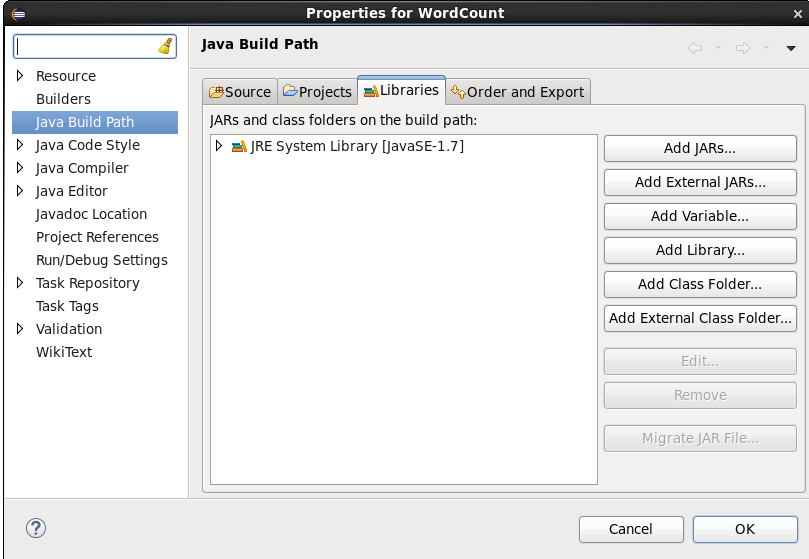 Properties for WordCount
Resource
Builders
Java Build Path
Java Code Style
Java Compiler
Java Editor
Javadoc Location
Project References
Run/Debug Settings
Task Repository
Task Tags
Validation
WikiText
Java Build Path
Source Projects Libraries Order and Export
JARs and class folders on the build path:
JRE System Library [JavaSE-1.7]
Add JARs...
Add External JARs...
Add Variable...
Add Library...
Add Class Folder...
Add External Class Folder...
Edit...
Remove
Migrate JAR File...
Cancel OK